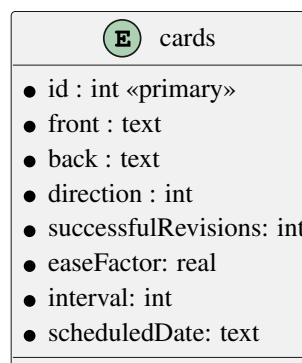 E cards
id : int «primary»
front : text
back : text
direction : int
successfulRevisions: int
easeFactor: real
interval: int
scheduledDate: text